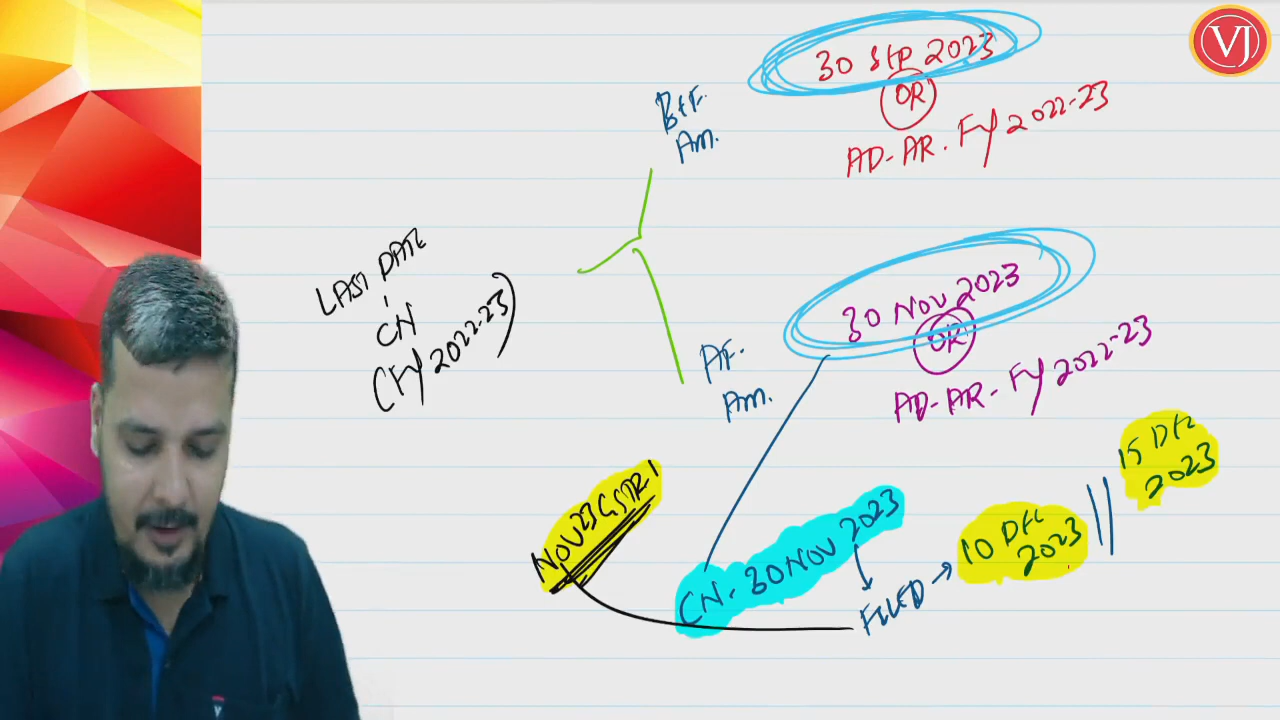 VJ
30 Sep 2023
OR
AD-AR. FY 2022-23
Bef.
Am.
LAST DATE
CN
(FY 2022-23)
30 Nov 2023
OR
AD-AR-FY 2022-23
AF.
Am.
NOV 23 GSTR 1
CN- 30 NOV 2023
FILED → 10 DEC 2023
15 DEC 2023